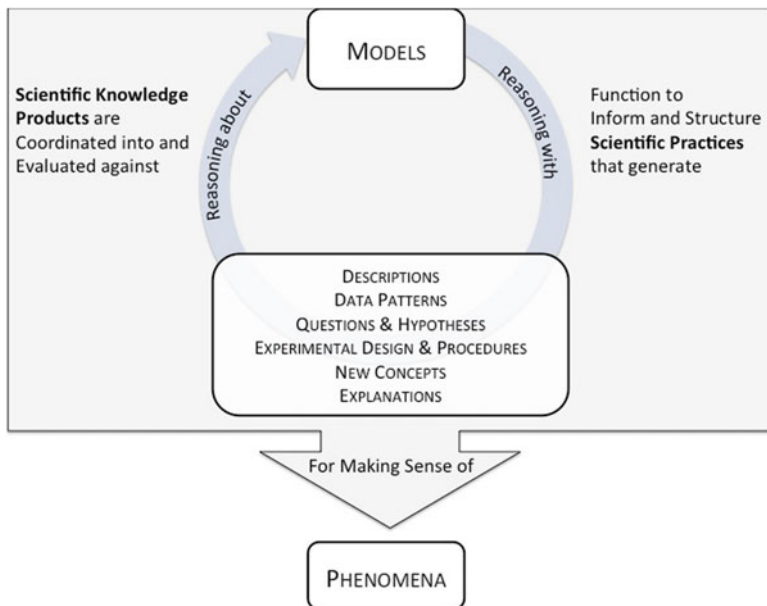 MODELS
Scientific Knowledge
Products are
Coordinated into and
Evaluated against
Reasoning about
Reasoning with
Function to
Inform and Structure
Scientific Practices
that generate
DESCRIPTIONS
DATA PATTERNS
QUESTIONS & HYPOTHESES
EXPERIMENTAL DESIGN & PROCEDURES
NEW CONCEPTS
EXPLANATIONS
For Making Sense of
PHENOMENA